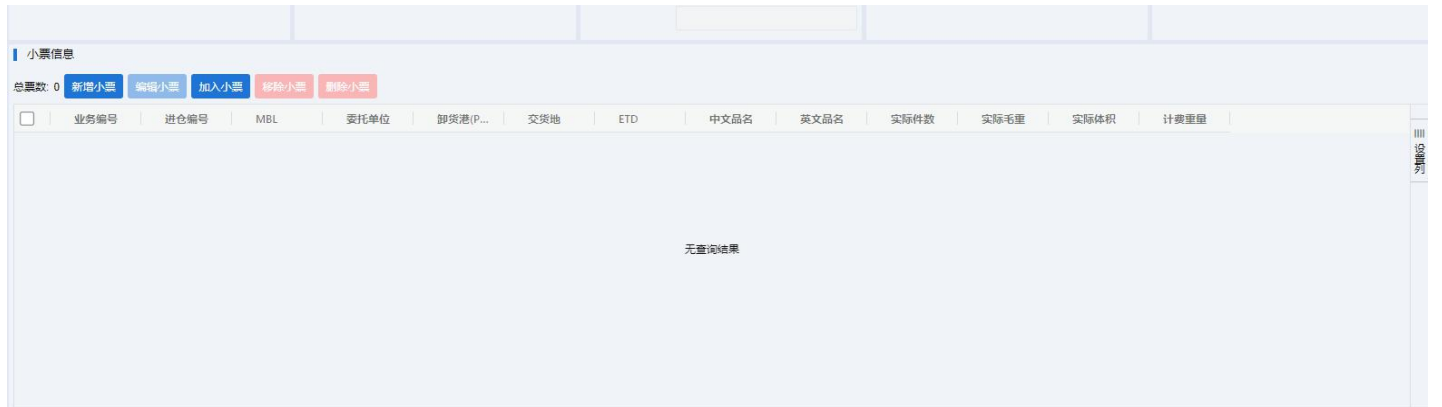 小票信息
总票数: 0 新增小票 编辑小票 加入小票 移除小票 删除小票
业务编号 进仓编号 MBL 委托单位 卸货港(P... 交货地 ETD 中文品名 英文品名 实际件数 实际毛重 实际体积 计费重量
设置列
无查询结果